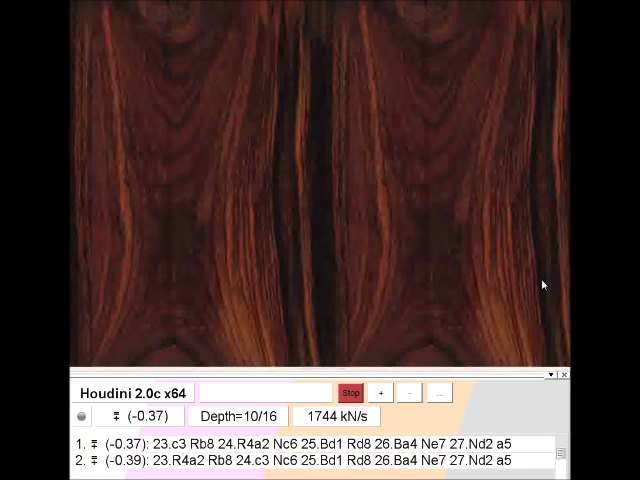 Houdini 2.0c x64
Stop + - ...
⩱ (-0.37) Depth=10/16 1744 kN/s
1. ⩱ (-0.37): 23.c3 Rb8 24.R4a2 Nc6 25.Bd1 Rd8 26.Ba4 Ne7 27.Nd2 a5
2. ⩱ (-0.39): 23.R4a2 Rb8 24.c3 Nc6 25.Bd1 Rd8 26.Ba4 Ne7 27.Nd2 a5